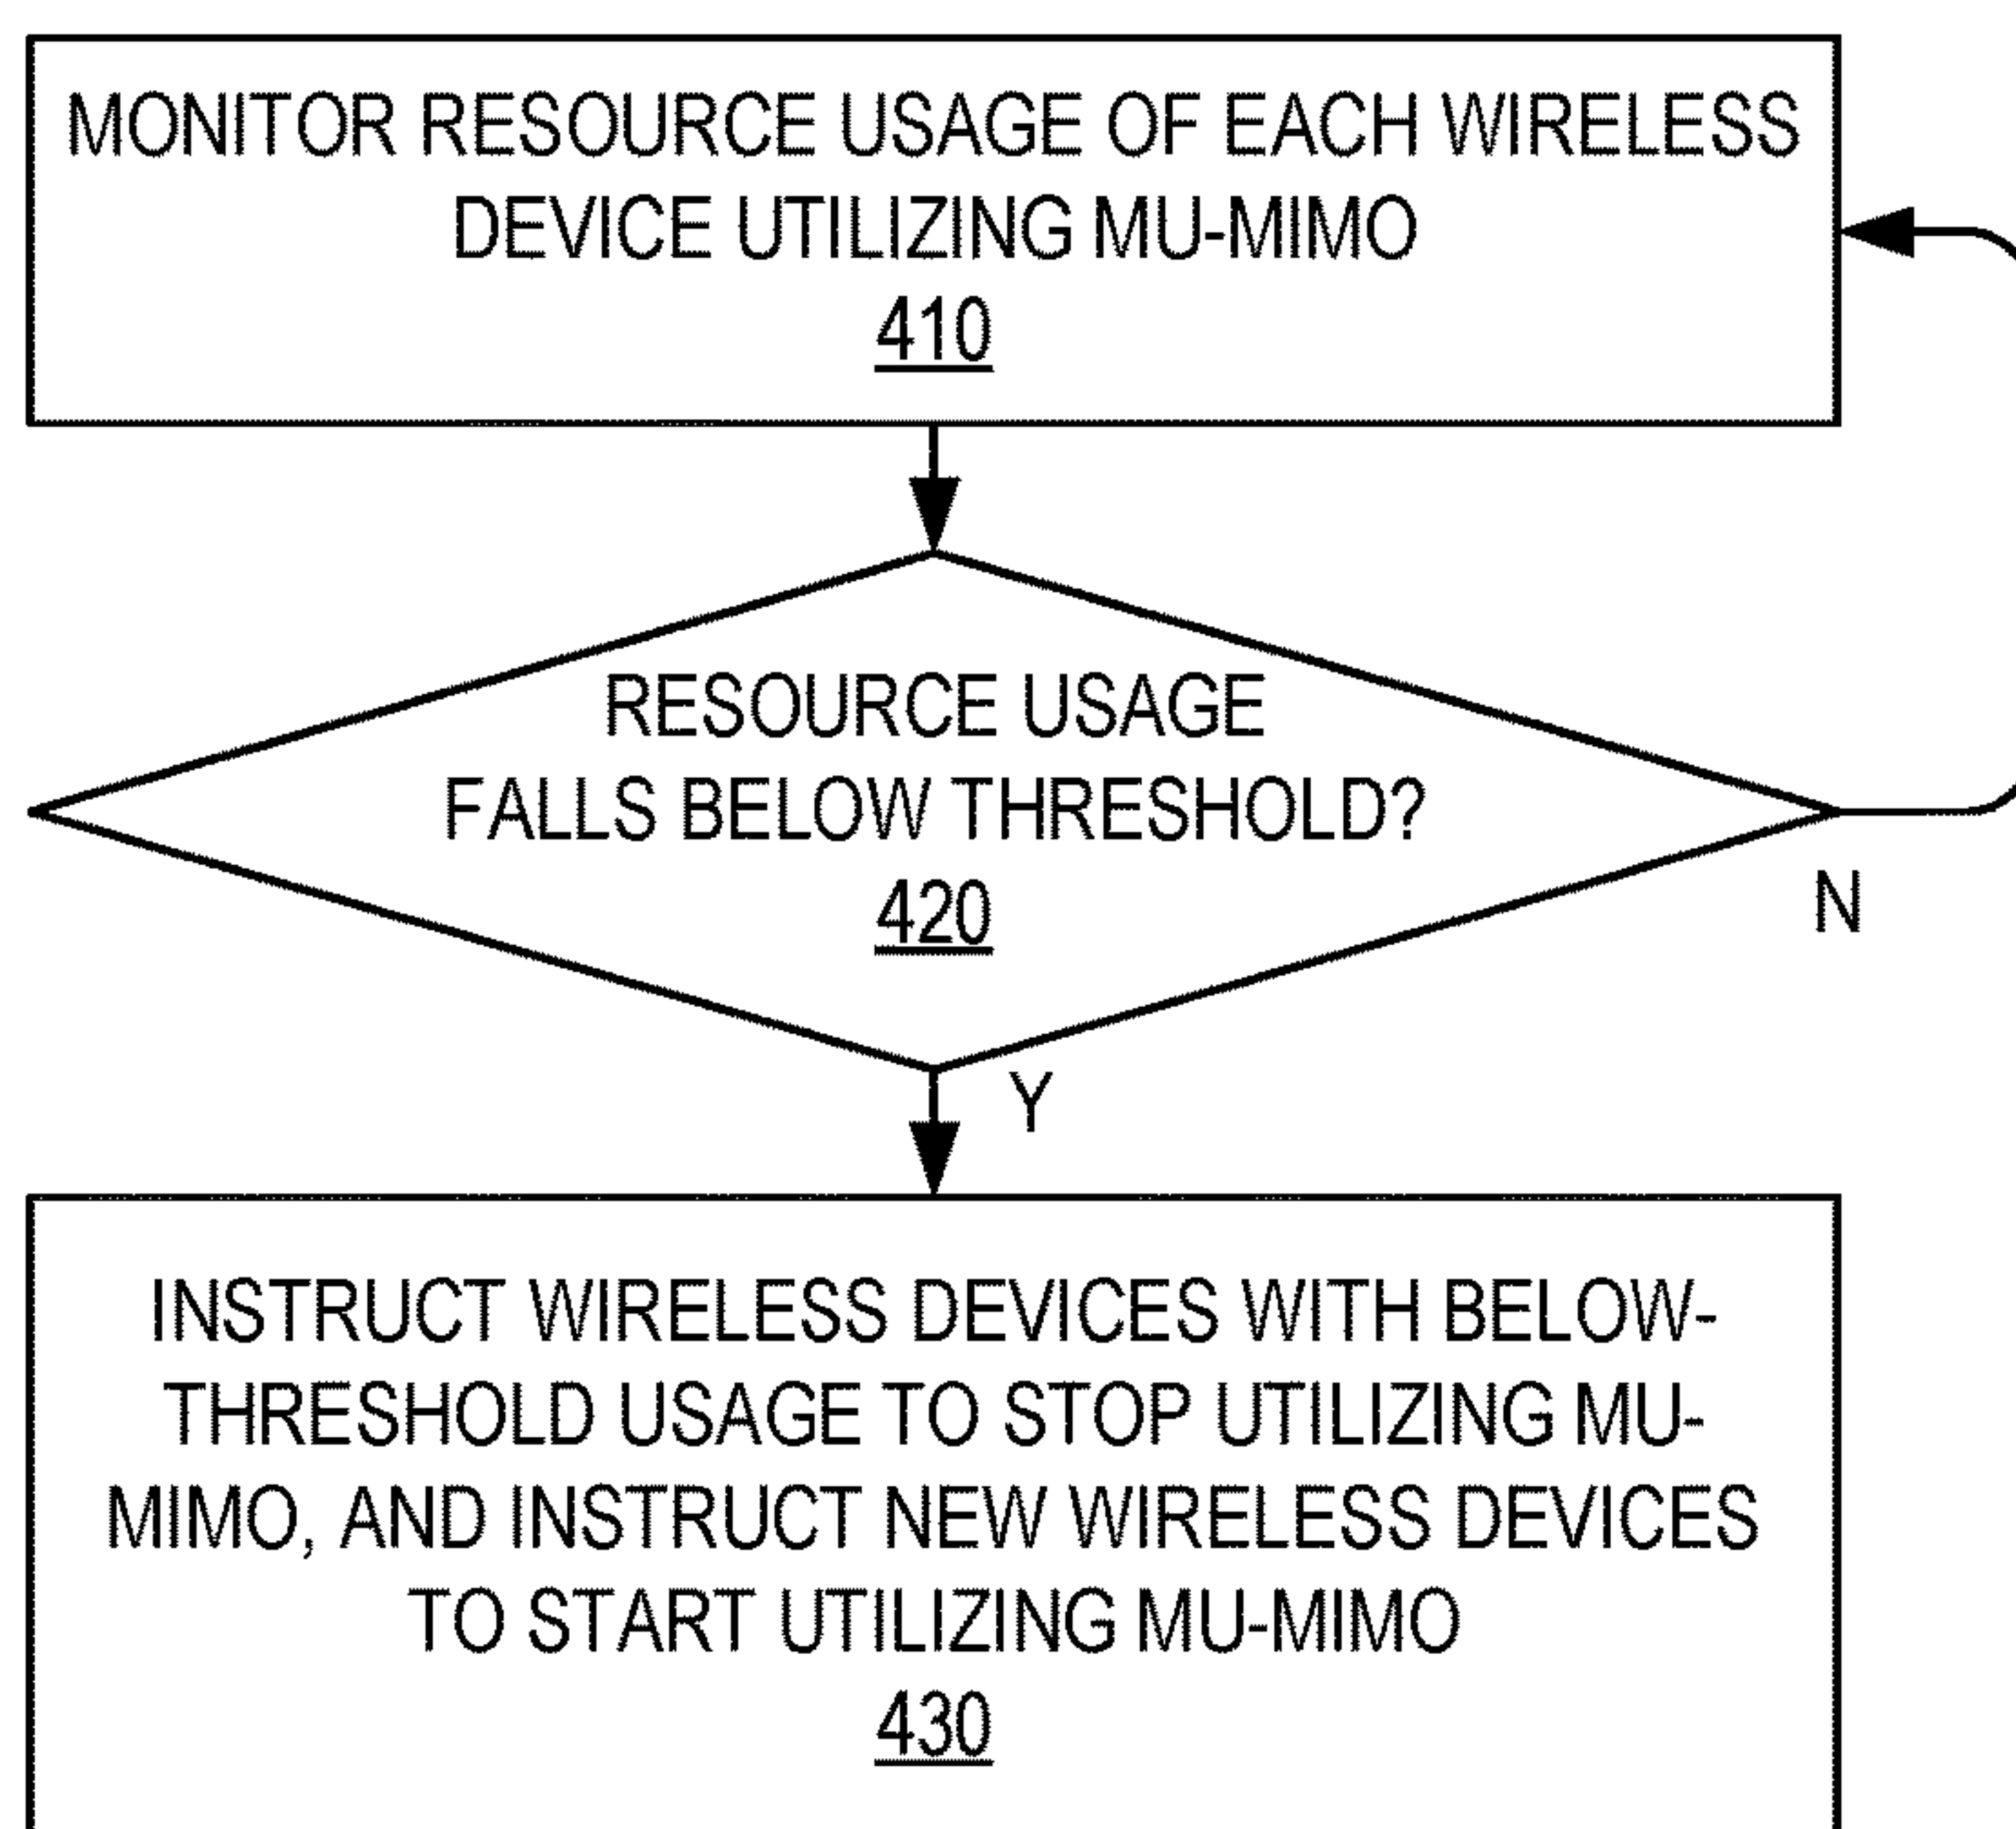 MONITOR RESOURCE USAGE OF EACH WIRELESS
DEVICE UTILIZING MU-MIMO
410
RESOURCE USAGE
FALLS BELOW THRESHOLD?
420
N
Y
INSTRUCT WIRELESS DEVICES WITH BELOW-
THRESHOLD USAGE TO STOP UTILIZING MU-
MIMO, AND INSTRUCT NEW WIRELESS DEVICES
TO START UTILIZING MU-MIMO
430